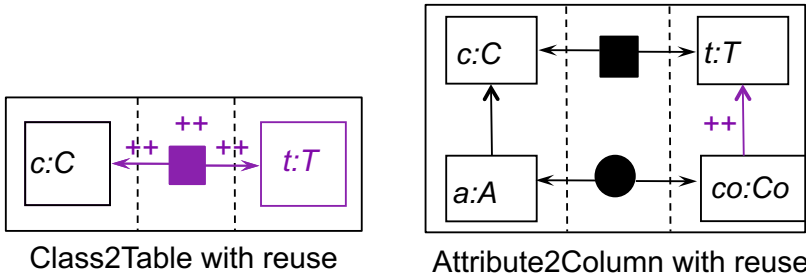 c:C
++
++
++
t:T
Class2Table with reuse
c:C
t:T
++
a:A
co:Co
Attribute2Column with reuse